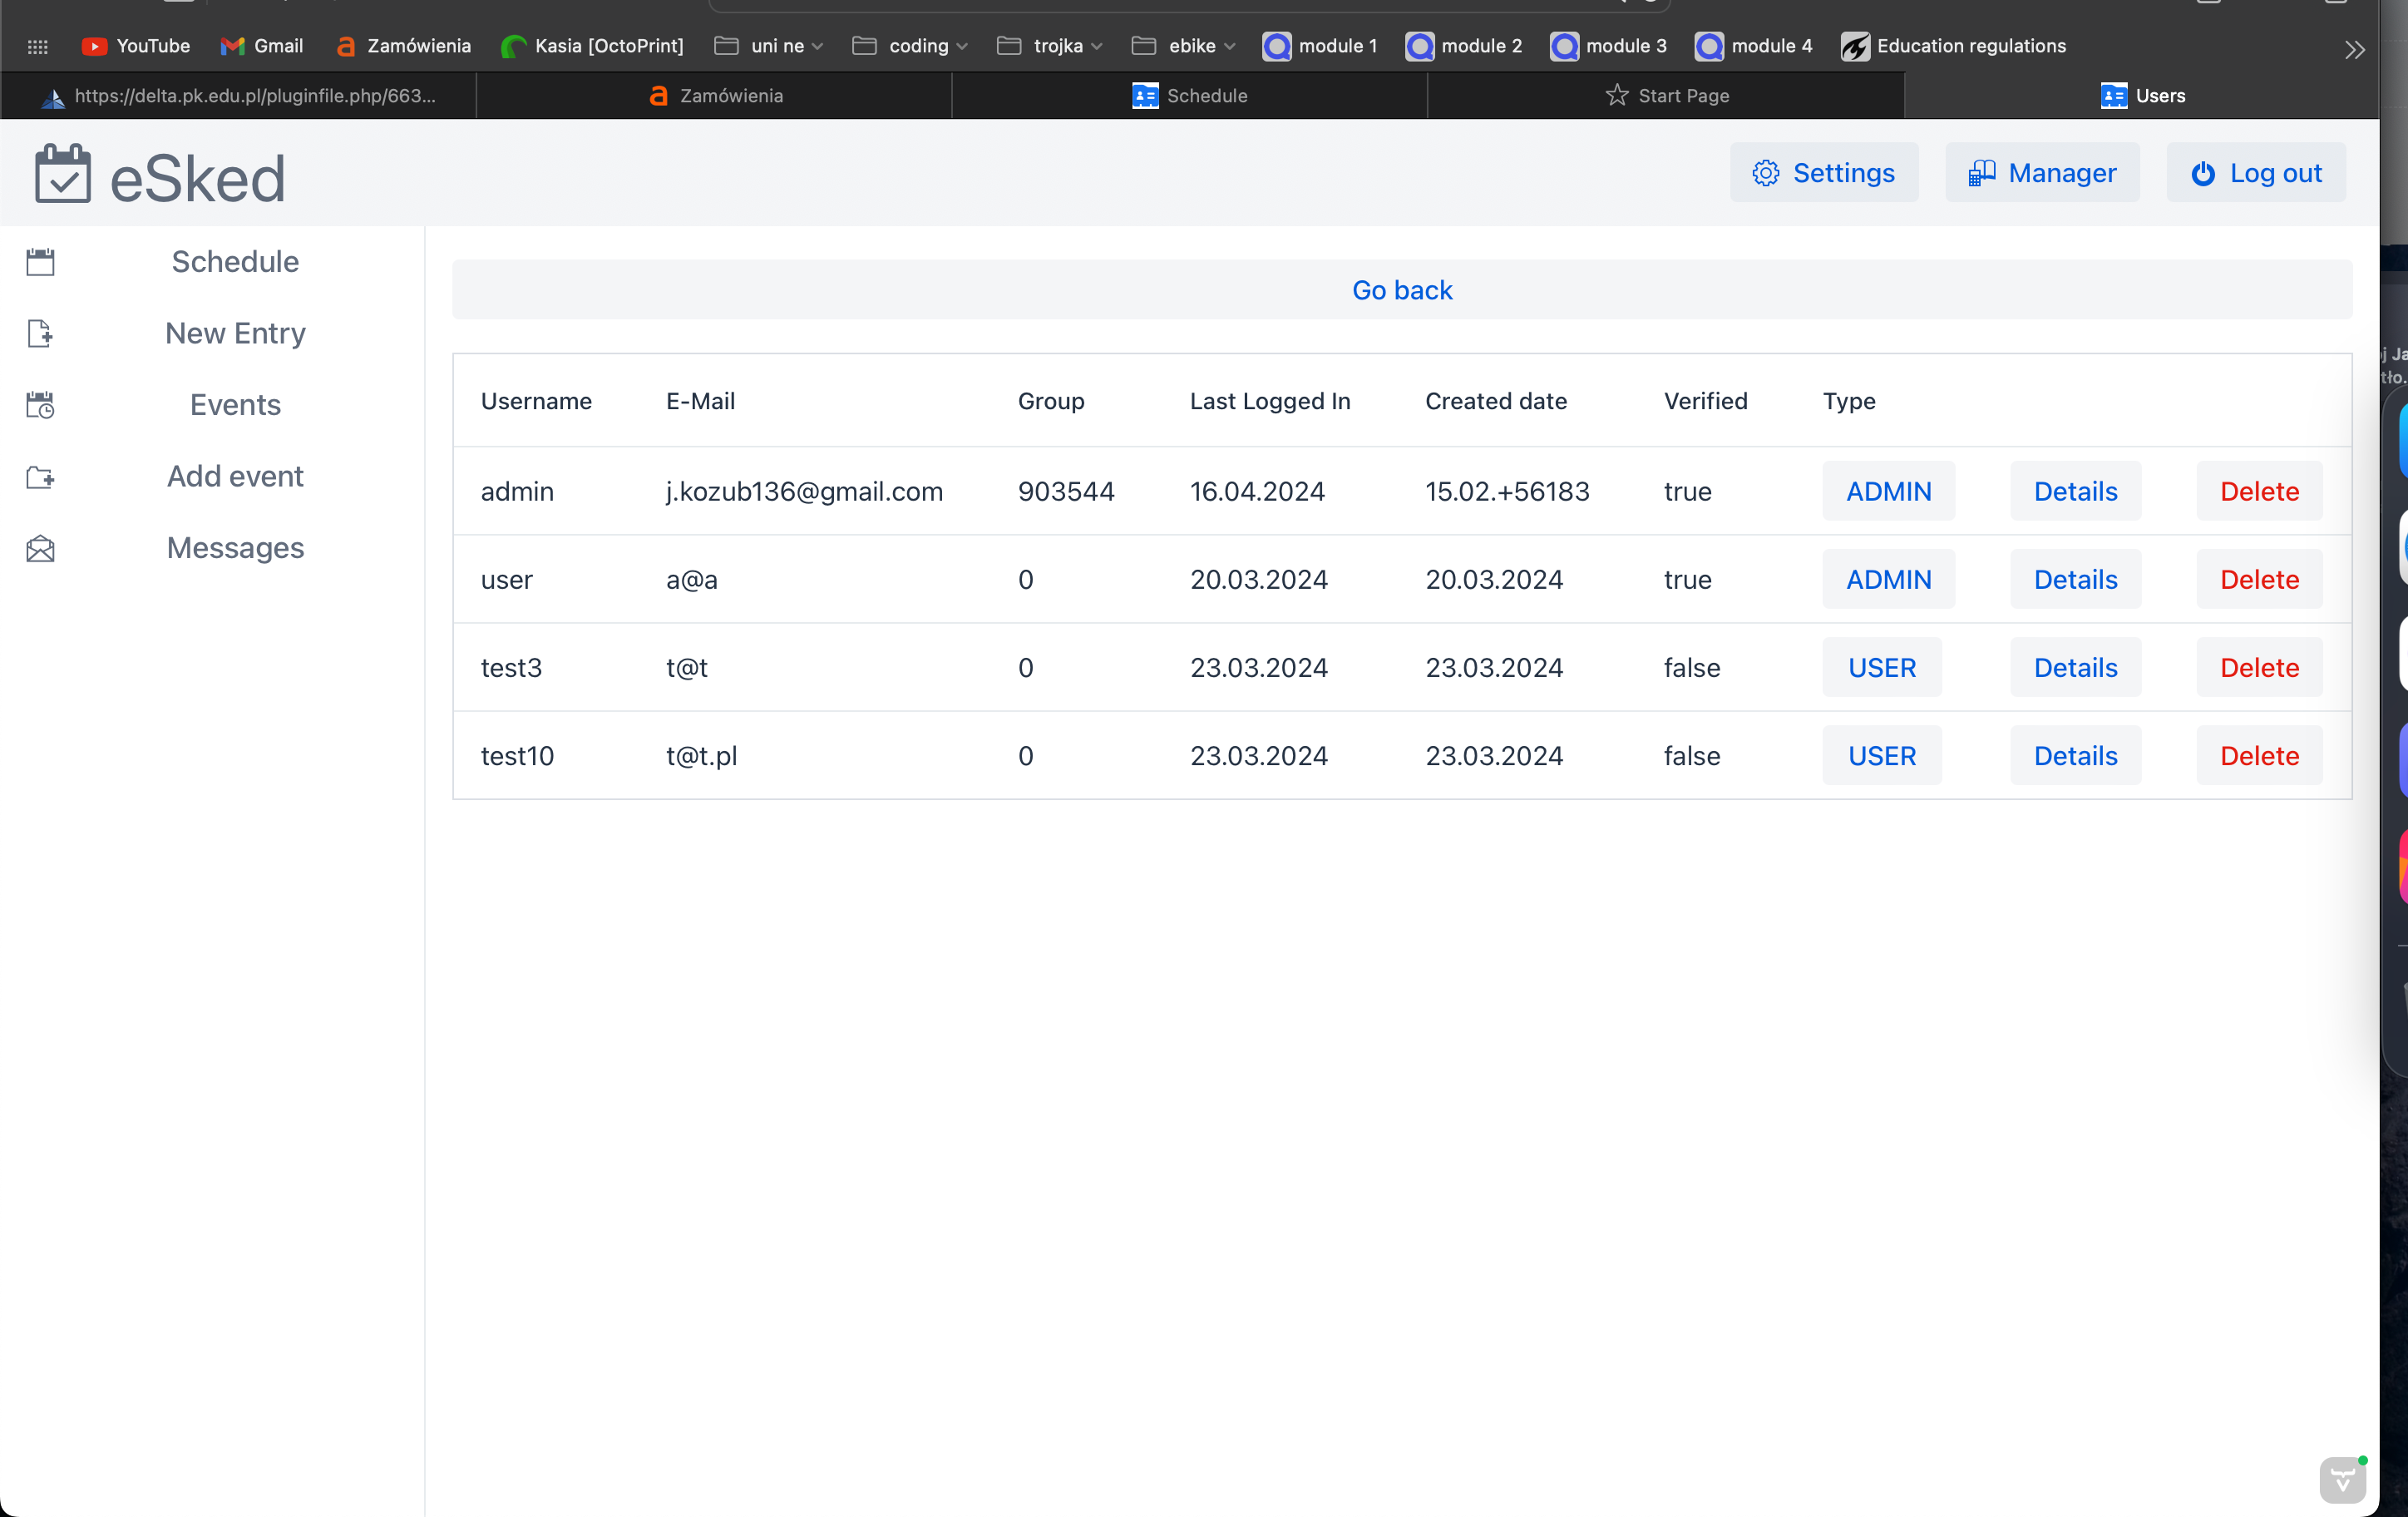 YouTube Gmail Zamówienia Kasia [OctoPrint] uni ne coding trojka ebike module 1 module 2 module 3 module 4 Education regulations
https://delta.pk.edu.pl/pluginfile.php/663... Zamówienia Schedule Start Page Users
eSked Settings Manager Log out
Schedule
New Entry
Events
Add event
Messages
Go back
Username E-Mail Group Last Logged In Created date Verified Type
admin j.kozub136@gmail.com 903544 16.04.2024 15.02.+56183 true ADMIN Details Delete
user a@a 0 20.03.2024 20.03.2024 true ADMIN Details Delete
test3 t@t 0 23.03.2024 23.03.2024 false USER Details Delete
test10 t@t.pl 0 23.03.2024 23.03.2024 false USER Details Delete